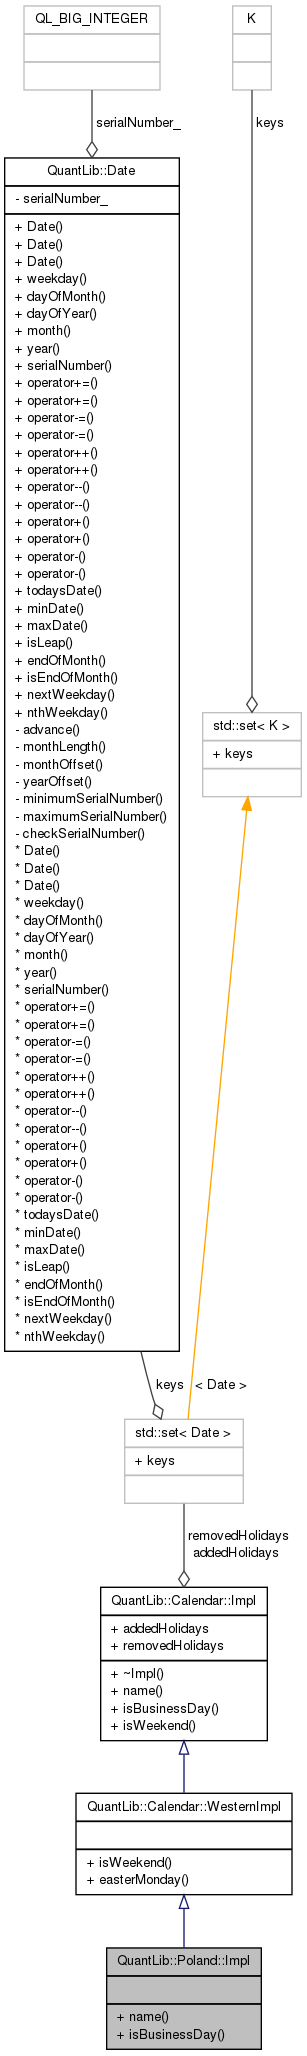 QL_BIG_INTEGER
K
serialNumber_
keys
QuantLib::Date
- serialNumber_
+ Date()
+ Date()
+ Date()
+ weekday()
+ dayOfMonth()
+ dayOfYear()
+ month()
+ year()
+ serialNumber()
+ operator+=()
+ operator+=()
+ operator-=()
+ operator-=()
+ operator++()
+ operator++()
+ operator--()
+ operator--()
+ operator+()
+ operator+()
+ operator-()
+ operator-()
+ todaysDate()
+ minDate()
+ maxDate()
+ isLeap()
+ endOfMonth()
+ isEndOfMonth()
+ nextWeekday()
+ nthWeekday()
- advance()
- monthLength()
- monthOffset()
- yearOffset()
- minimumSerialNumber()
- maximumSerialNumber()
- checkSerialNumber()
* Date()
* Date()
* Date()
* weekday()
* dayOfMonth()
* dayOfYear()
* month()
* year()
* serialNumber()
* operator+=()
* operator+=()
* operator-=()
* operator-=()
* operator++()
* operator++()
* operator--()
* operator--()
* operator+()
* operator+()
* operator-()
* operator-()
* todaysDate()
* minDate()
* maxDate()
* isLeap()
* endOfMonth()
* isEndOfMonth()
* nextWeekday()
* nthWeekday()
std::set< K >
+ keys
keys
< Date >
std::set< Date >
+ keys
removedHolidays
addedHolidays
QuantLib::Calendar::Impl
+ addedHolidays
+ removedHolidays
+ ~Impl()
+ name()
+ isBusinessDay()
+ isWeekend()
QuantLib::Calendar::WesternImpl
+ isWeekend()
+ easterMonday()
QuantLib::Poland::Impl
+ name()
+ isBusinessDay()